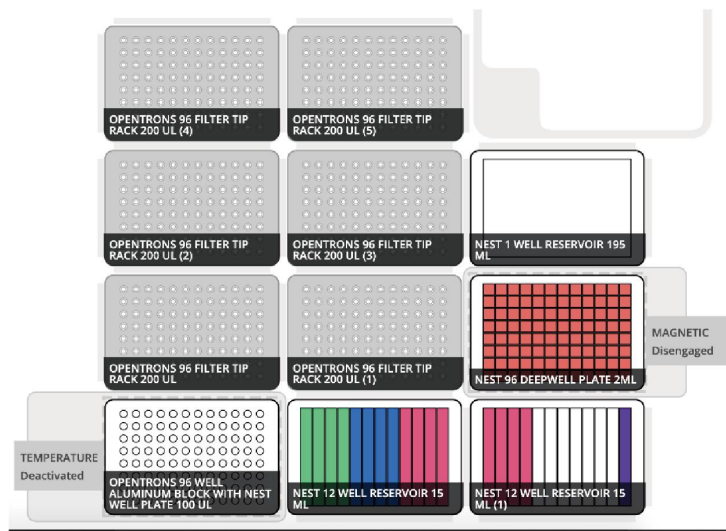 OPENTRONS 96 FILTER TIP
RACK 200 UL (4)
OPENTRONS 96 FILTER TIP
RACK 200 UL (5)
OPENTRONS 96 FILTER TIP
RACK 200 UL (2)
OPENTRONS 96 FILTER TIP
RACK 200 UL (3)
NEST 1 WELL RESERVOIR 195
ML
OPENTRONS 96 FILTER TIP
RACK 200 UL
OPENTRONS 96 FILTER TIP
RACK 200 UL (1)
NEST 96 DEEPWELL PLATE 2ML
MAGNETIC
Disengaged
TEMPERATURE
Deactivated
OPENTRONS 96 WELL
ALUMINUM BLOCK WITH NEST
WELL PLATE 100 UL
NEST 12 WELL RESERVOIR 15
ML
NEST 12 WELL RESERVOIR 15
ML (1)